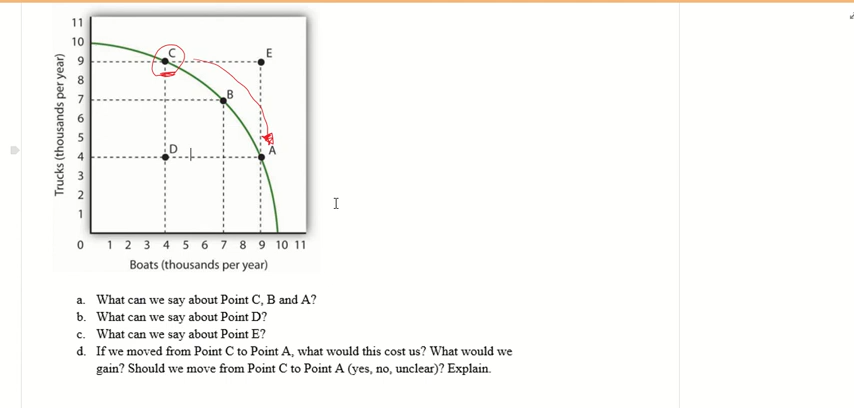 11
10
9
8
7
6
5
4
3
2
1
Trucks (thousands per year)
C
E
B
D
A
0 1 2 3 4 5 6 7 8 9 10 11
Boats (thousands per year)
a. What can we say about Point C, B and A?
b. What can we say about Point D?
c. What can we say about Point E?
d. If we moved from Point C to Point A, what would this cost us? What would we
gain? Should we move from Point C to Point A (yes, no, unclear)? Explain.